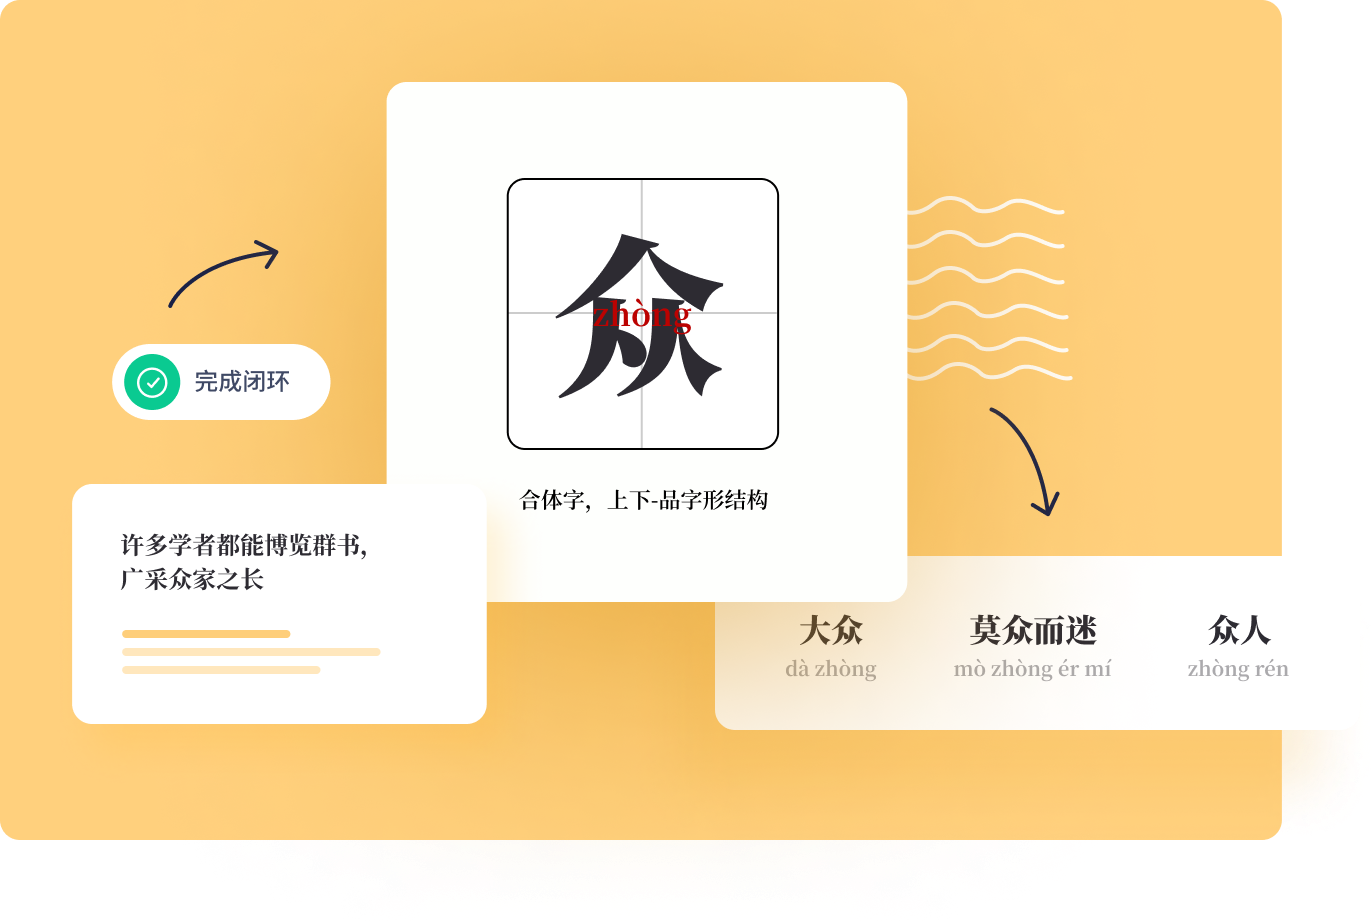 众
zhòng
合体字，上下-品字形结构
完成闭环
许多学者都能博览群书，
广采众家之长
大众
dà zhòng
莫众而迷
mò zhòng ér mí
众人
zhòng rén